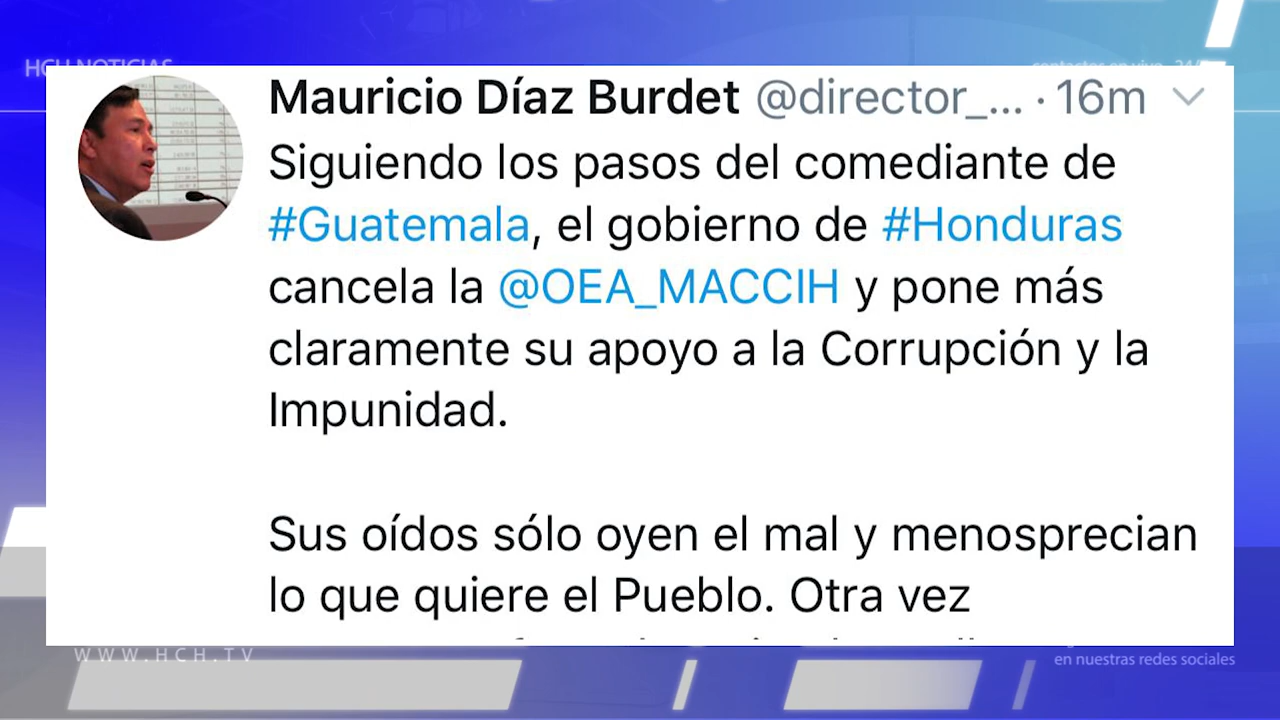 HCH NOTICIAS
Mauricio Díaz Burdet @director_... · 16m
Siguiendo los pasos del comediante de
#Guatemala, el gobierno de #Honduras
cancela la @OEA_MACCIH y pone más
claramente su apoyo a la Corrupción y la
Impunidad.
Sus oídos sólo oyen el mal y menosprecian
lo que quiere el Pueblo. Otra vez
WWW.HCH.TV
en nuestras redes sociales